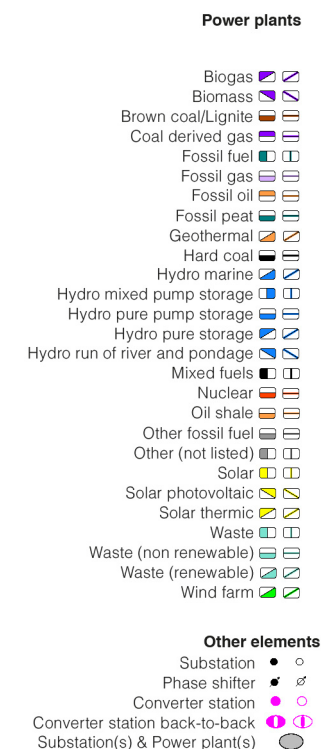 Power plants
Biogas
Biomass
Brown coal/Lignite
Coal derived gas
Fossil fuel
Fossil gas
Fossil oil
Fossil peat
Geothermal
Hard coal
Hydro marine
Hydro mixed pump storage
Hydro pure pump storage
Hydro pure storage
Hydro run of river and pondage
Mixed fuels
Nuclear
Oil shale
Other fossil fuel
Other (not listed)
Solar
Solar photovoltaic
Solar thermic
Waste
Waste (non renewable)
Waste (renewable)
Wind farm
Other elements
Substation
Phase shifter
Converter station
Converter station back-to-back
Substation(s) & Power plant(s)